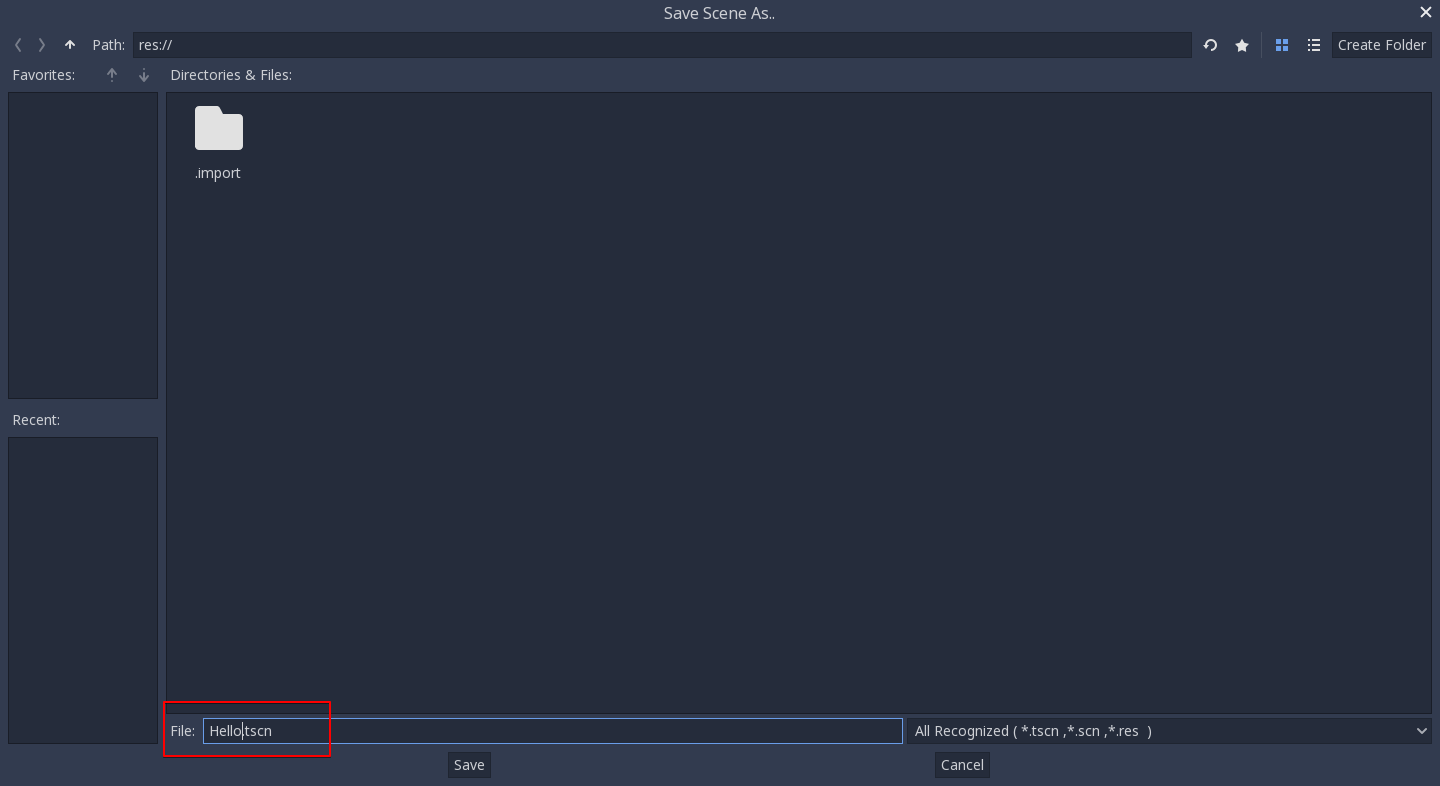 Save Scene As..
Path: res:// Create Folder
Favorites: Directories & Files:
.import
Recent:
File: Hello.tscn All Recognized ( *.tscn ,*.scn ,*.res )
Save Cancel